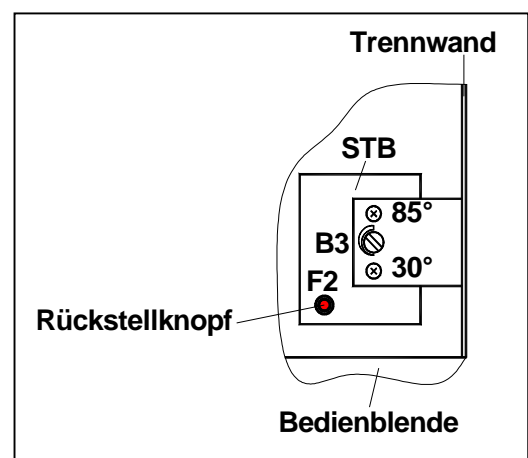 Trennwand
STB
85°
B3
30°
F2
Rückstellknopf
Bedienblende